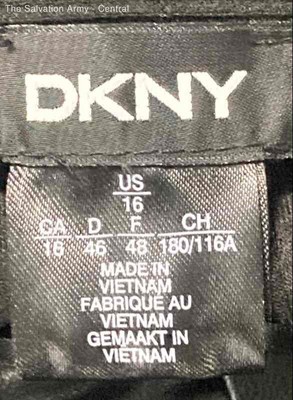 The Salvation Army - Central
DKNY
US
16
CA D F CH
16 46 48 180/116A
MADE IN
VIETNAM
FABRIQUE AU
VIETNAM
GEMAAKT IN
VIETNAM